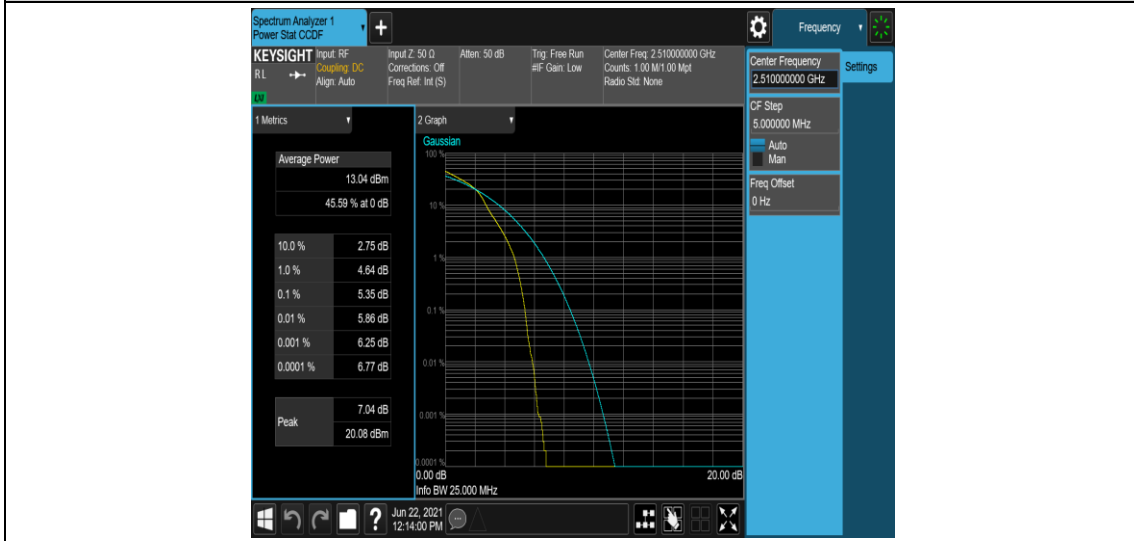 Spectrum Analyzer 1
Power Stat CCDF
Frequency
KEYSIGHT
RL
Input: RF
Coupling: DC
Align: Auto
Input Z: 50 Ω
Corrections: Off
Freq Ref: Int (S)
Atten: 50 dB
Trig: Free Run
#IF Gain: Low
Center Freq: 2.510000000 GHz
Counts: 1.00 M/1.00 Mpt
Radio Std: None
Center Frequency
2.510000000 GHz
Settings
CF Step
5.000000 MHz
Auto
Man
Freq Offset
0 Hz
1 Metrics
Average Power
13.04 dBm
45.59 % at 0 dB
10.0 % 2.75 dB
1.0 % 4.64 dB
0.1 % 5.35 dB
0.01 % 5.86 dB
0.001 % 6.25 dB
0.0001 % 6.77 dB
Peak
7.04 dB
20.08 dBm
2 Graph
Gaussian
100 %
10 %
1 %
0.1 %
0.01 %
0.001 %
0.0001 %
0.00 dB
20.00 dB
Info BW 25.000 MHz
?
Jun 22, 2021
12:14:00 PM